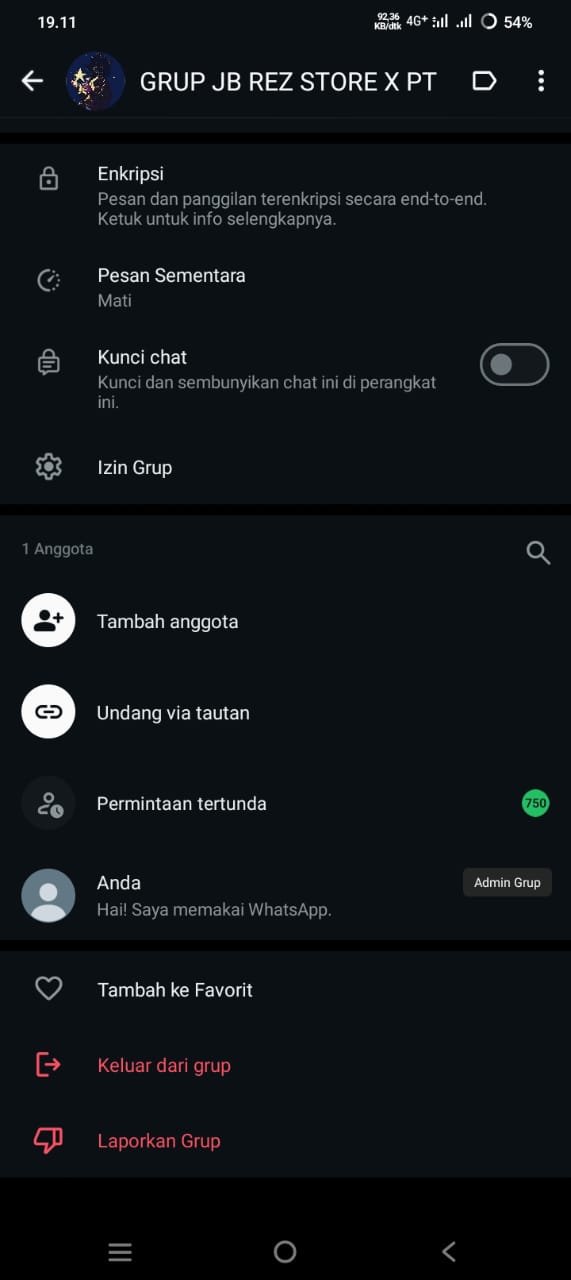 19.11
92,36
KB/dtk
4G+
54%
GRUP JB REZ STORE X PT
Enkripsi
Pesan dan panggilan terenkripsi secara end-to-end.
Ketuk untuk info selengkapnya.
Pesan Sementara
Mati
Kunci chat
Kunci dan sembunyikan chat ini di perangkat
ini.
Izin Grup
1 Anggota
Tambah anggota
Undang via tautan
Permintaan tertunda
750
Anda
Admin Grup
Hai! Saya memakai WhatsApp.
Tambah ke Favorit
Keluar dari grup
Laporkan Grup